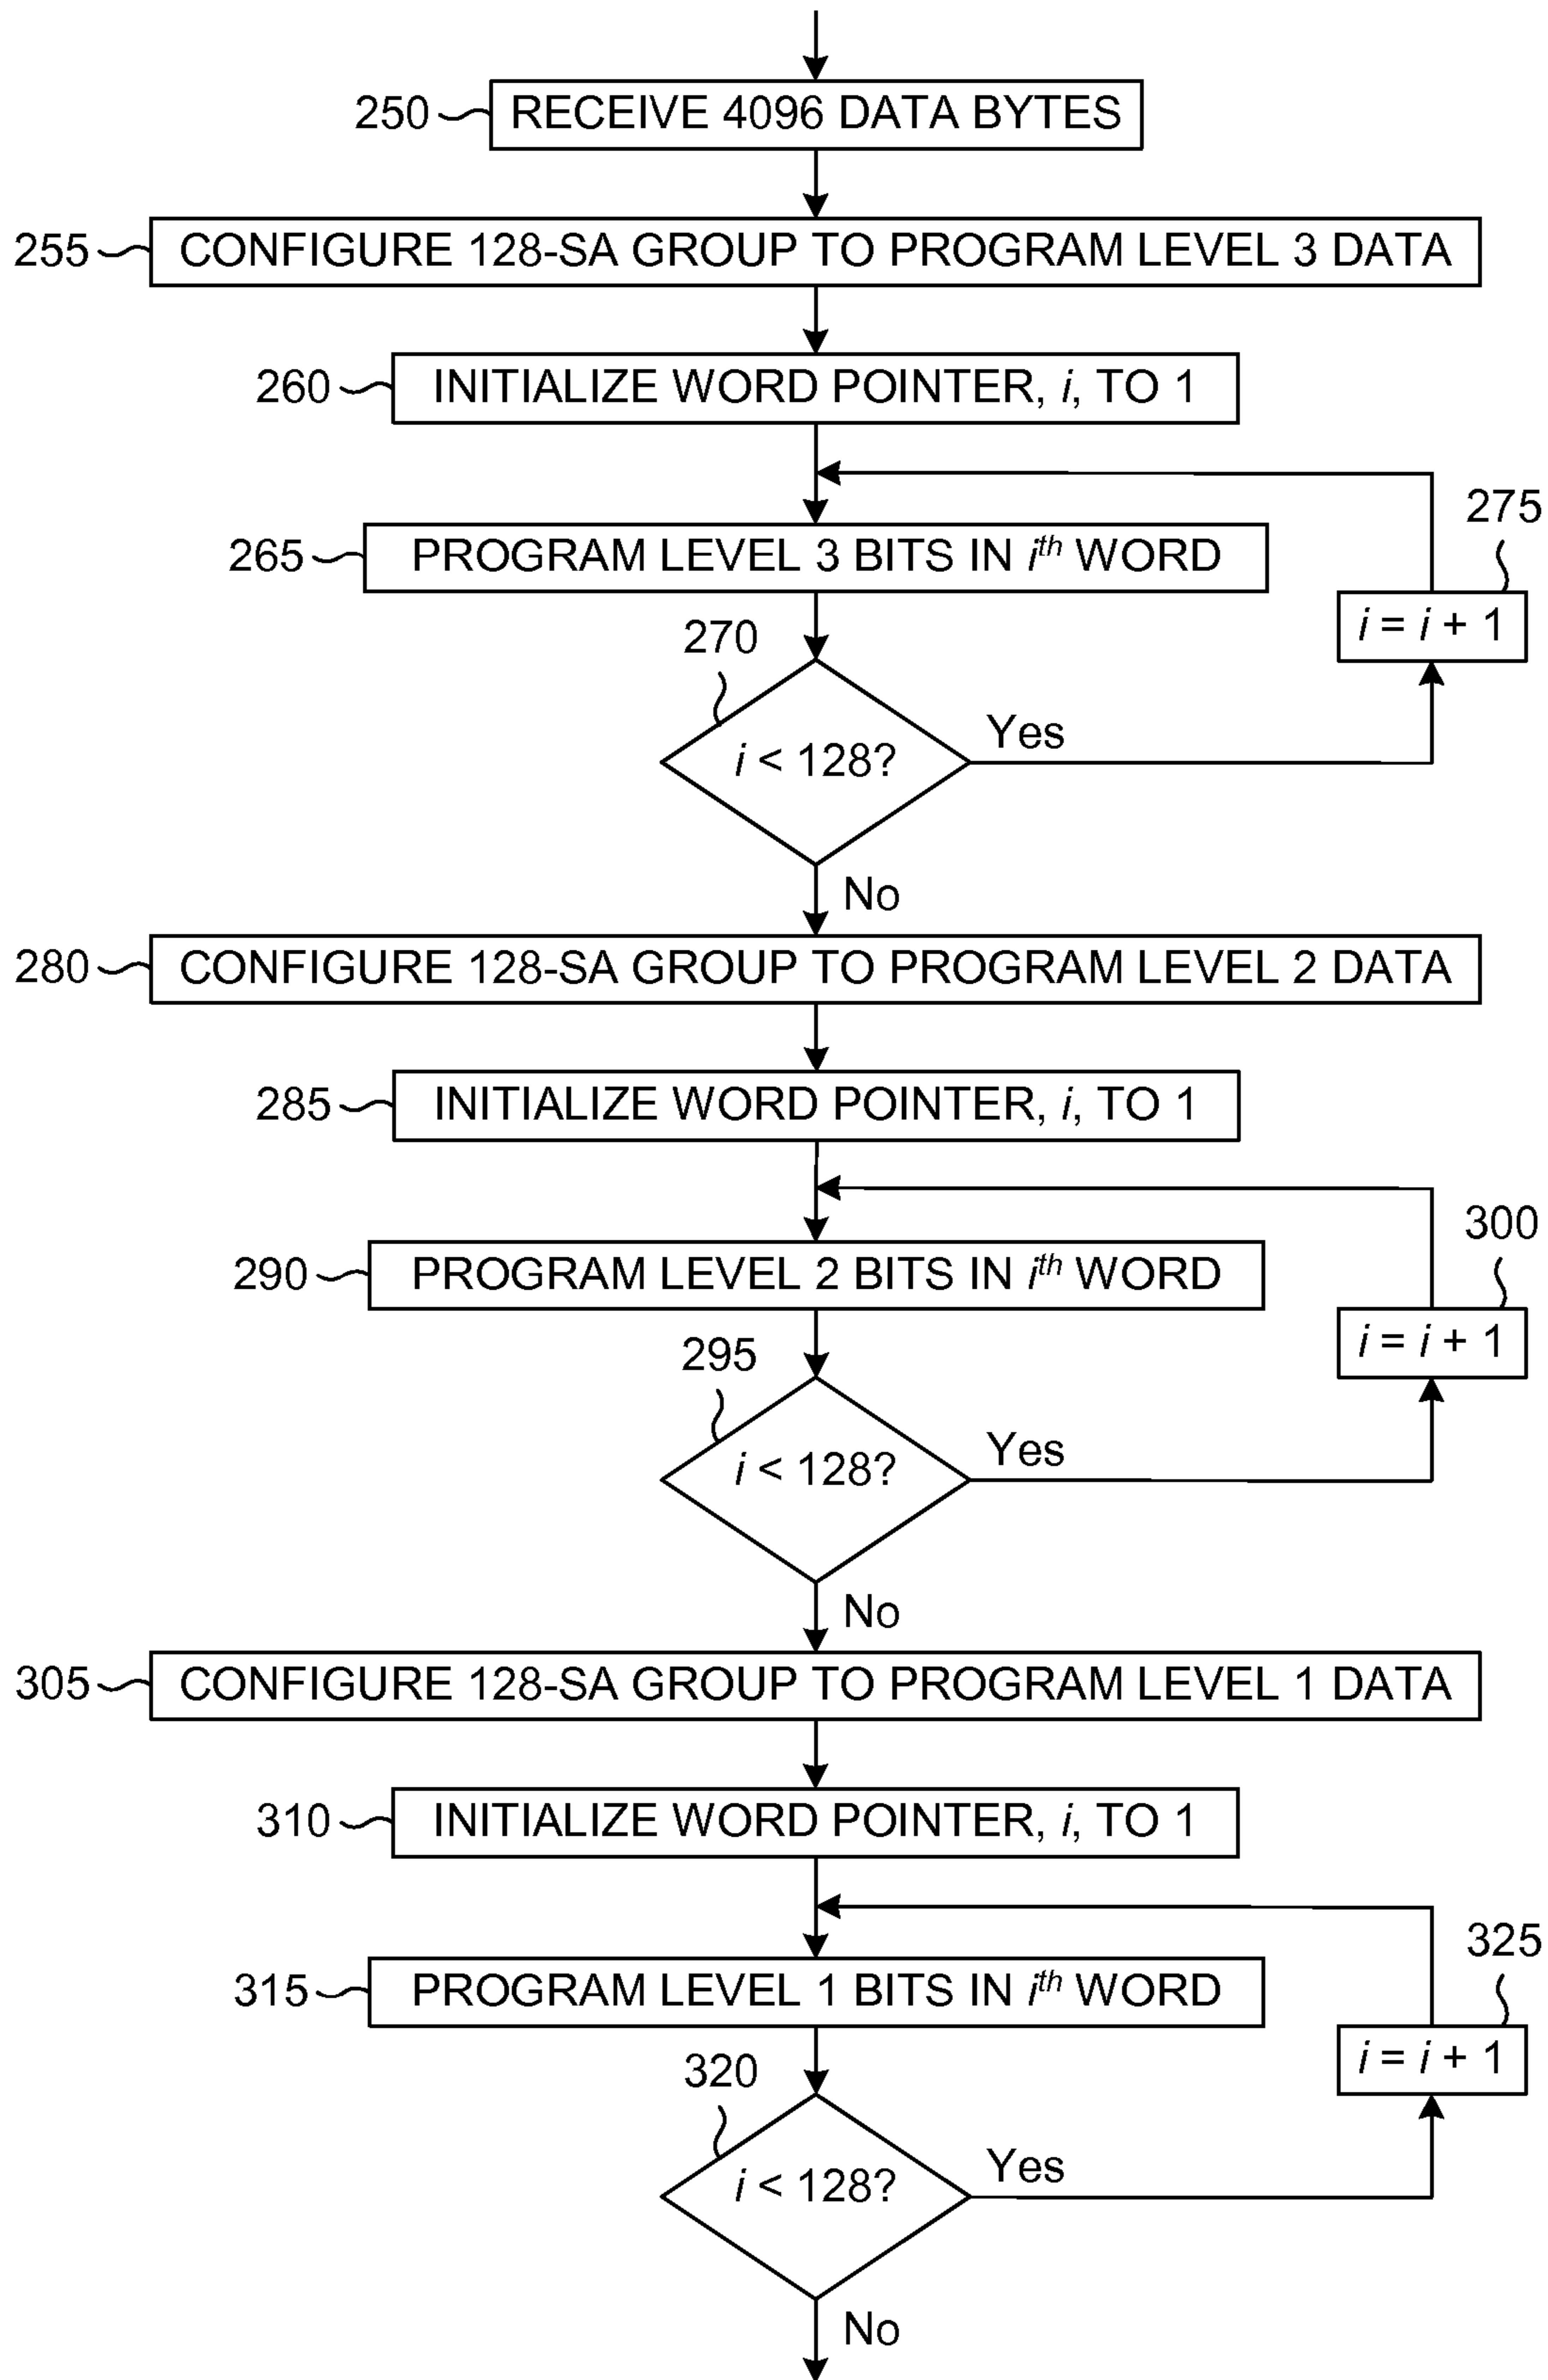 250 RECEIVE 4096 DATA BYTES
255 CONFIGURE 128-SA GROUP TO PROGRAM LEVEL 3 DATA
260 INITIALIZE WORD POINTER, i, TO 1
265 PROGRAM LEVEL 3 BITS IN ith WORD
275
i = i + 1
270
i < 128?
Yes
No
280 CONFIGURE 128-SA GROUP TO PROGRAM LEVEL 2 DATA
285 INITIALIZE WORD POINTER, i, TO 1
290 PROGRAM LEVEL 2 BITS IN ith WORD
300
i = i + 1
295
i < 128?
Yes
No
305 CONFIGURE 128-SA GROUP TO PROGRAM LEVEL 1 DATA
310 INITIALIZE WORD POINTER, i, TO 1
315 PROGRAM LEVEL 1 BITS IN ith WORD
325
i = i + 1
320
i < 128?
Yes
No